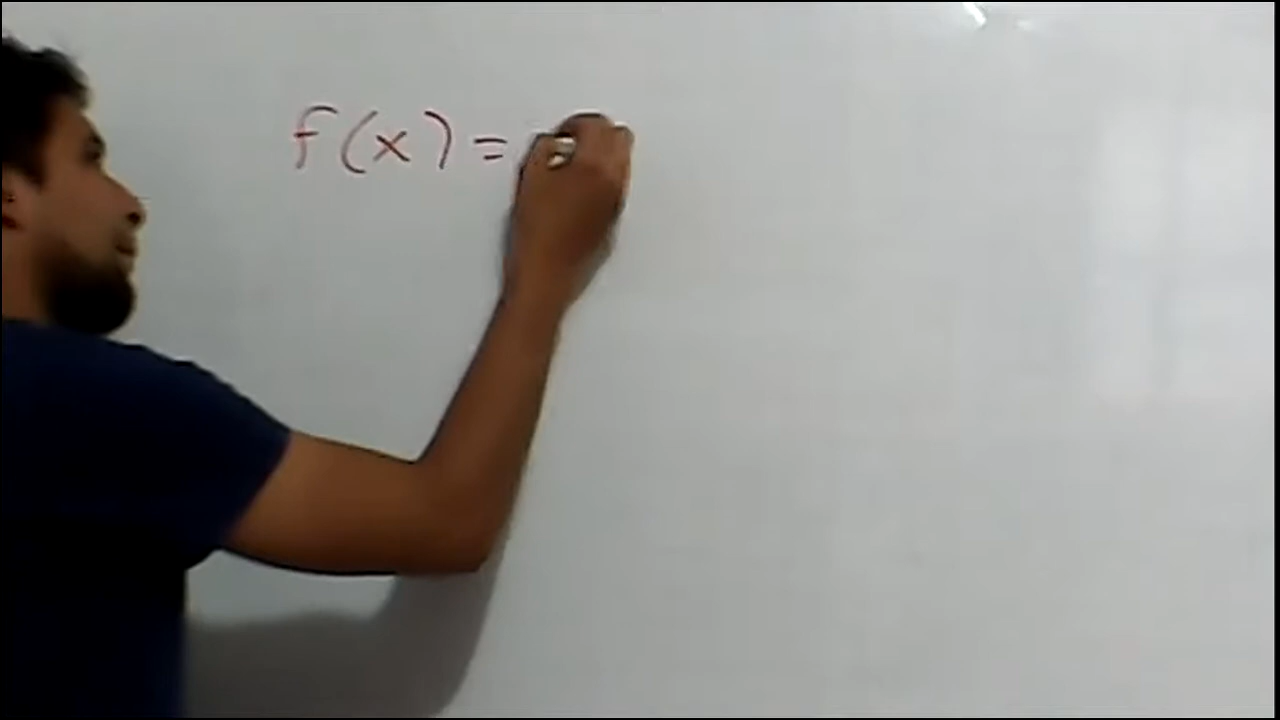 f(x) =